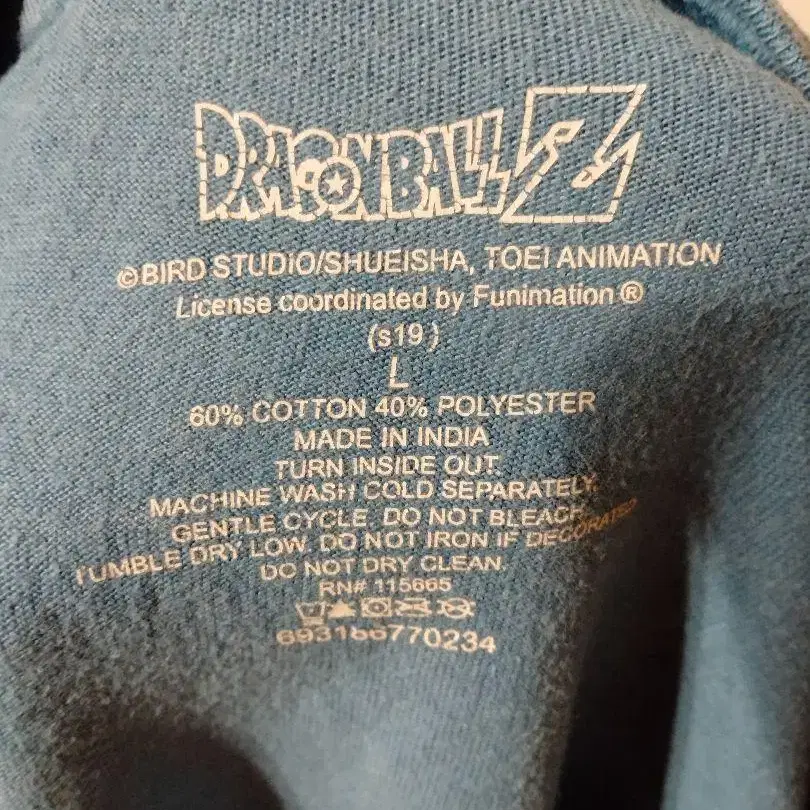 DRAGONBALL Z
©BIRD STUDIO/SHUEISHA, TOEI ANIMATION
License coordinated by Funimation ®
(s19)
L
60% COTTON 40% POLYESTER
MADE IN INDIA
TURN INSIDE OUT.
MACHINE WASH COLD SEPARATELY.
GENTLE CYCLE. DO NOT BLEACH.
TUMBLE DRY LOW. DO NOT IRON IF DECORATED
DO NOT DRY CLEAN.
RN# 115665